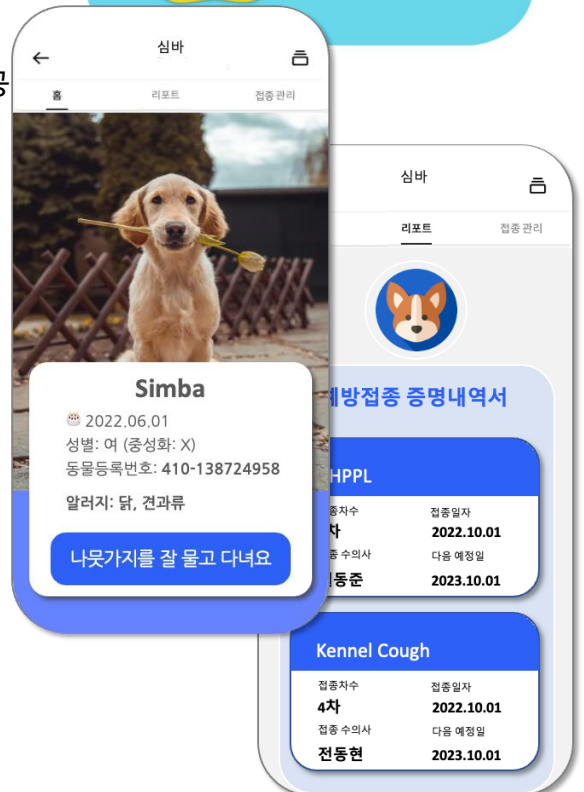 심바
홈 리포트 접종관리
Simba
2022.06.01
성별: 여 (중성화: X)
동물등록번호: 410-138724958
알러지: 닭, 견과류
나뭇가지를 잘 물고 다녀요
심바
리포트 접종 관리
방접종 증명내역서
HPPL
종차수 접종일자
차 2022.10.01
종 수의사 다음 예정일
동준 2023.10.01
Kennel Cough
접종차수 접종일자
4차 2022.10.01
접종 수의사 다음 예정일
전동현 2023.10.01